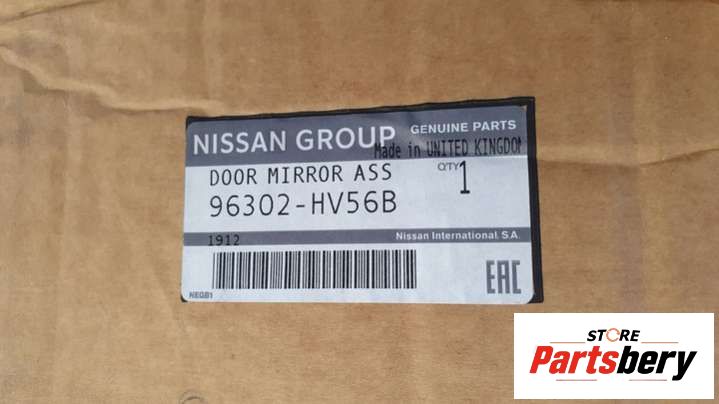 NISSAN GROUP GENUINE PARTS
Made in UNITED KINGDOM
DOOR MIRROR ASS QTY 1
96302-HV56B
1912 Nissan International, S.A.
NEGB1
EAC
STORE
Partsbery